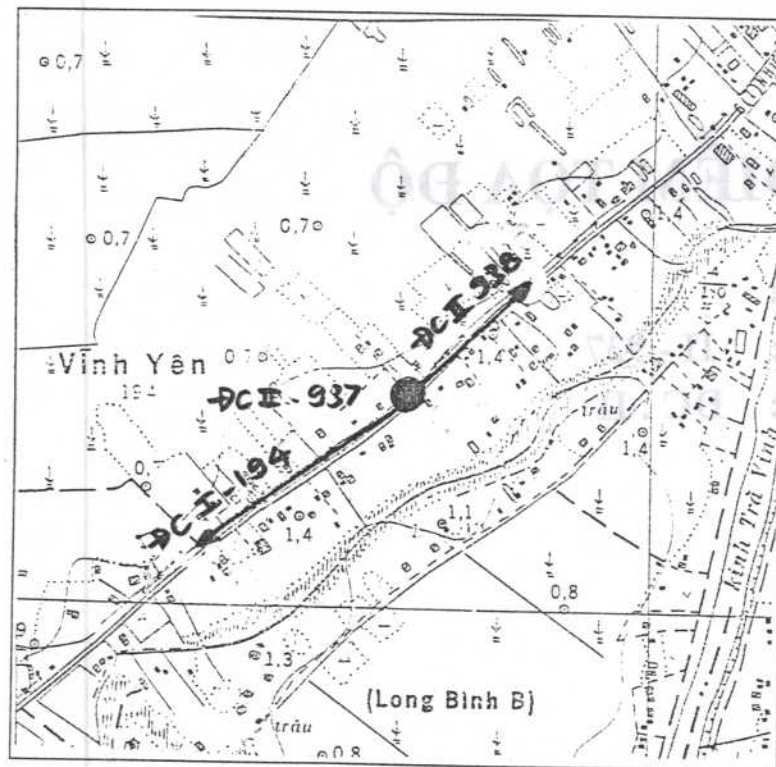 0,7
0,7
0,7
1,4
ĐC II 938
Vĩnh Yên
0,7
194
ĐC II - 937
1,4
trâu
1,4
ĐC I - 194
1,4
1,1
Kinh Trà Vinh
0,8
1,3
(Long Bình B)
trâu
0,8